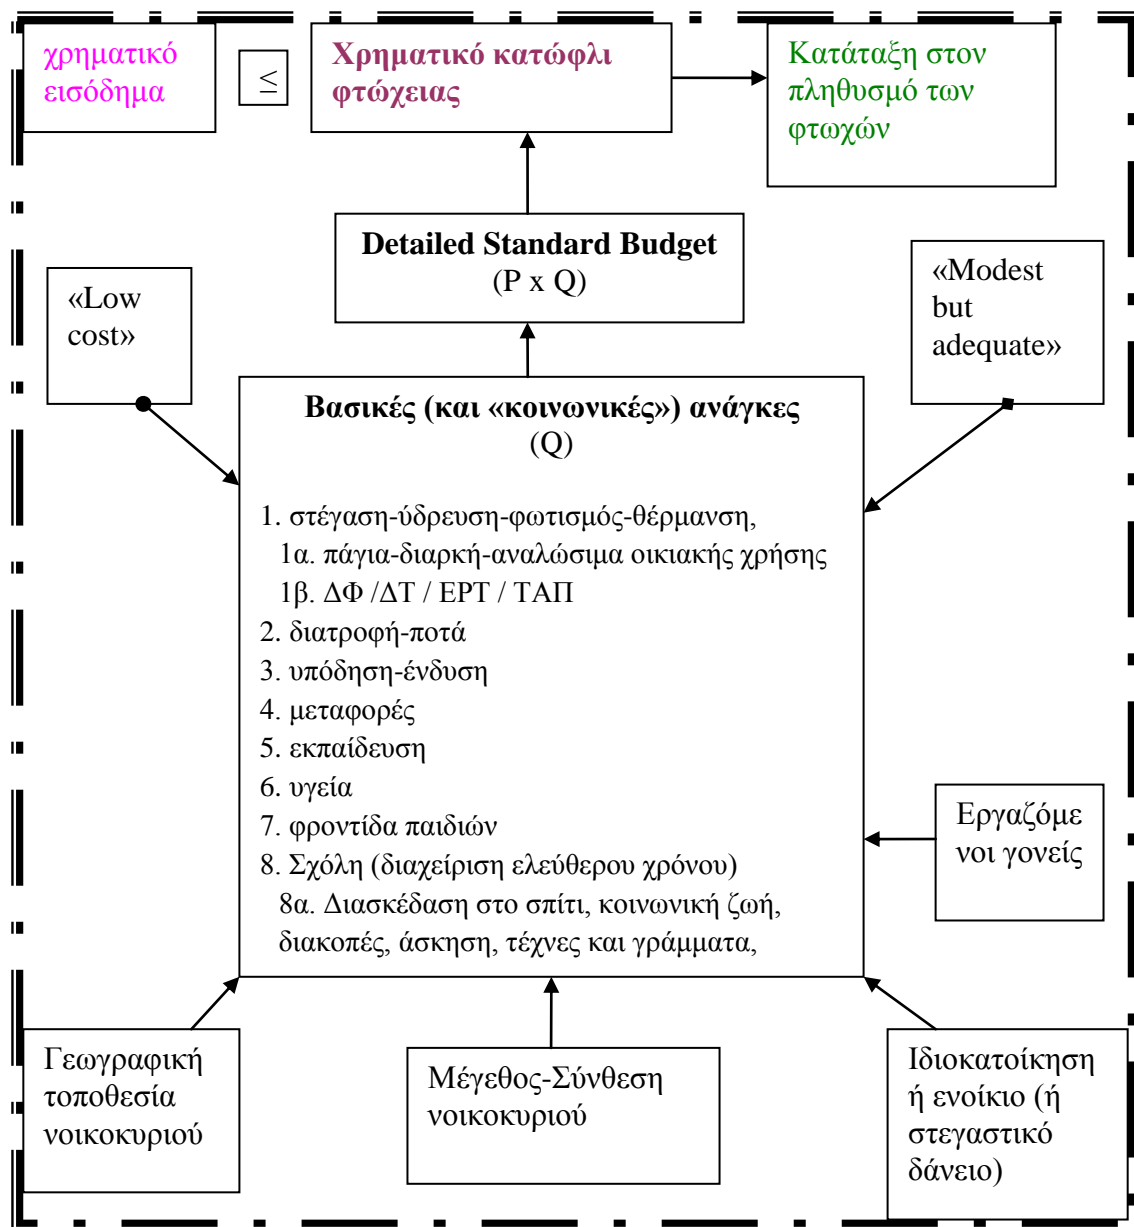 χρηματικό
εισόδημα
≤
Χρηματικό κατώφλι
φτώχειας
Κατάταξη στον
πληθυσμό των
φτωχών
Detailed Standard Budget
(P x Q)
«Low
cost»
«Modest
but
adequate»
Βασικές (και «κοινωνικές») ανάγκες
(Q)
1. στέγαση-ύδρευση-φωτισμός-θέρμανση,
1α. πάγια-διαρκή-αναλώσιμα οικιακής χρήσης
1β. ΔΦ /ΔΤ / ΕΡΤ / ΤΑΠ
2. διατροφή-ποτά
3. υπόδηση-ένδυση
4. μεταφορές
5. εκπαίδευση
6. υγεία
7. φροντίδα παιδιών
8. Σχόλη (διαχείριση ελεύθερου χρόνου)
8α. Διασκέδαση στο σπίτι, κοινωνική ζωή,
διακοπές, άσκηση, τέχνες και γράμματα,
Εργαζόμε
νοι γονείς
Γεωγραφική
τοποθεσία
νοικοκυριού
Μέγεθος-Σύνθεση
νοικοκυριού
Ιδιοκατοίκηση
ή ενοίκιο (ή
στεγαστικό
δάνειο)